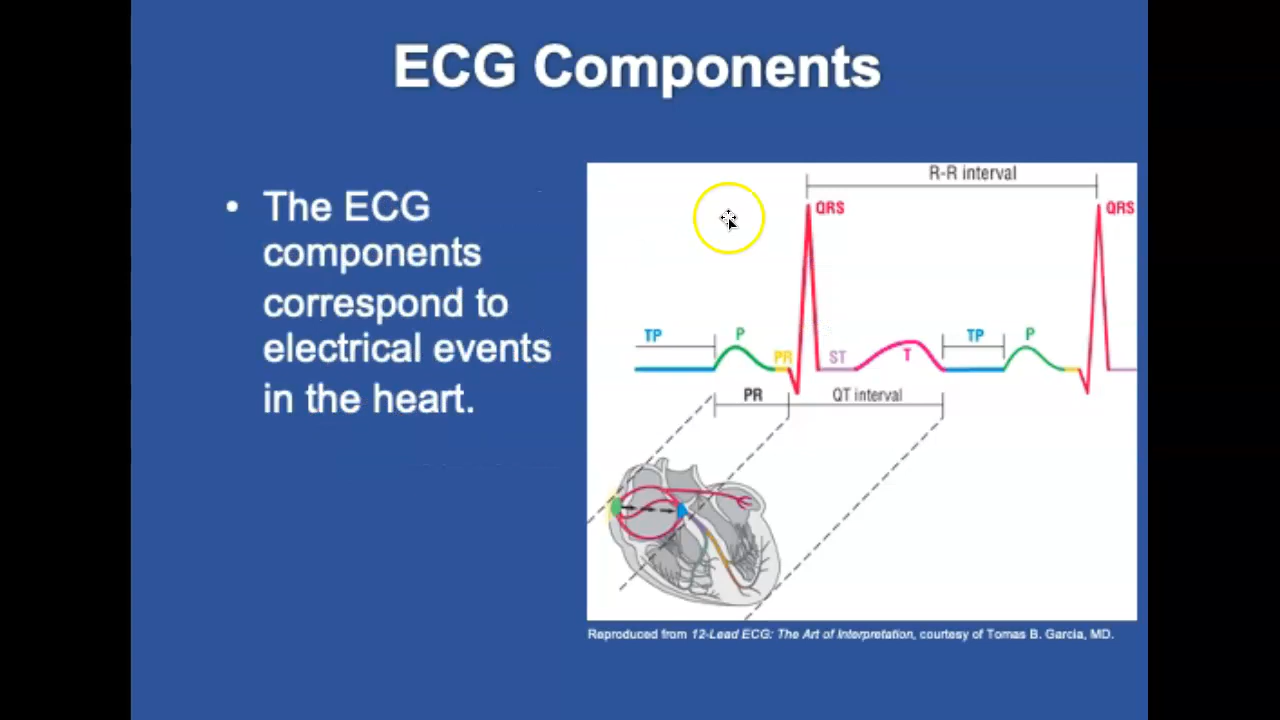 ECG Components
• The ECG
components
correspond to
electrical events
in the heart.
R-R interval
QRS
QRS
TP
P
PR
ST
T
TP
P
PR
QT interval
Reproduced from 12-Lead ECG: The Art of Interpretation, courtesy of Tomas B. Garcia, MD.